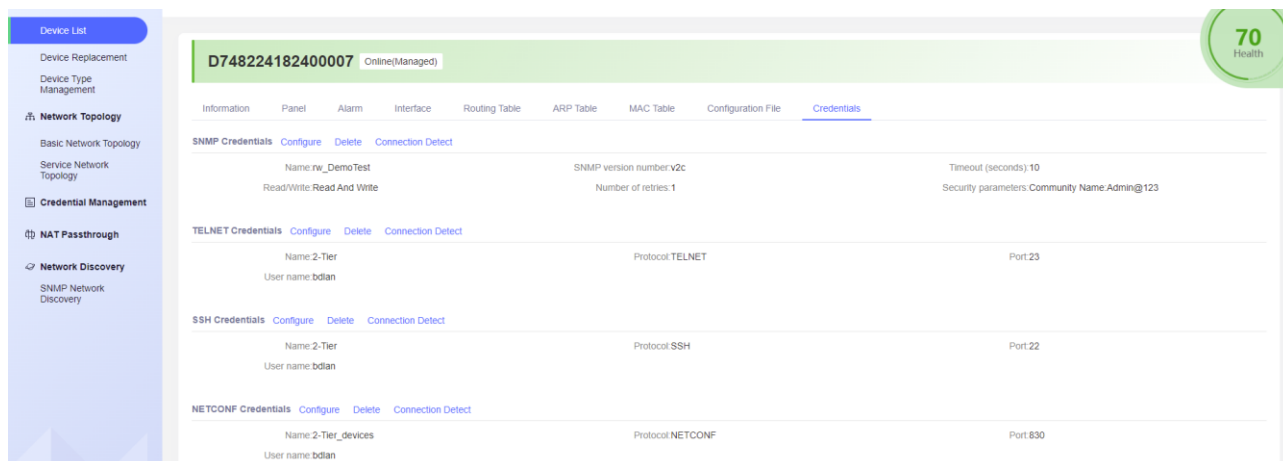 Device List
Device Replacement
Device Type
Management
Network Topology
Basic Network Topology
Service Network
Topology
Credential Management
NAT Passthrough
Network Discovery
SNMP Network
Discovery
D748224182400007 Online(Managed)
70
Health
Information Panel Alarm Interface Routing Table ARP Table MAC Table Configuration File Credentials
SNMP Credentials Configure Delete Connection Detect
Name:rw_DemoTest SNMP version number:v2c Timeout (seconds):10
Read/Write:Read And Write Number of retries:1 Security parameters:Community Name:Admin@123
TELNET Credentials Configure Delete Connection Detect
Name:2-Tier Protocol:TELNET Port:23
User name:bdlan
SSH Credentials Configure Delete Connection Detect
Name:2-Tier Protocol:SSH Port:22
User name:bdlan
NETCONF Credentials Configure Delete Connection Detect
Name:2-Tier_devices Protocol:NETCONF Port:830
User name:bdlan